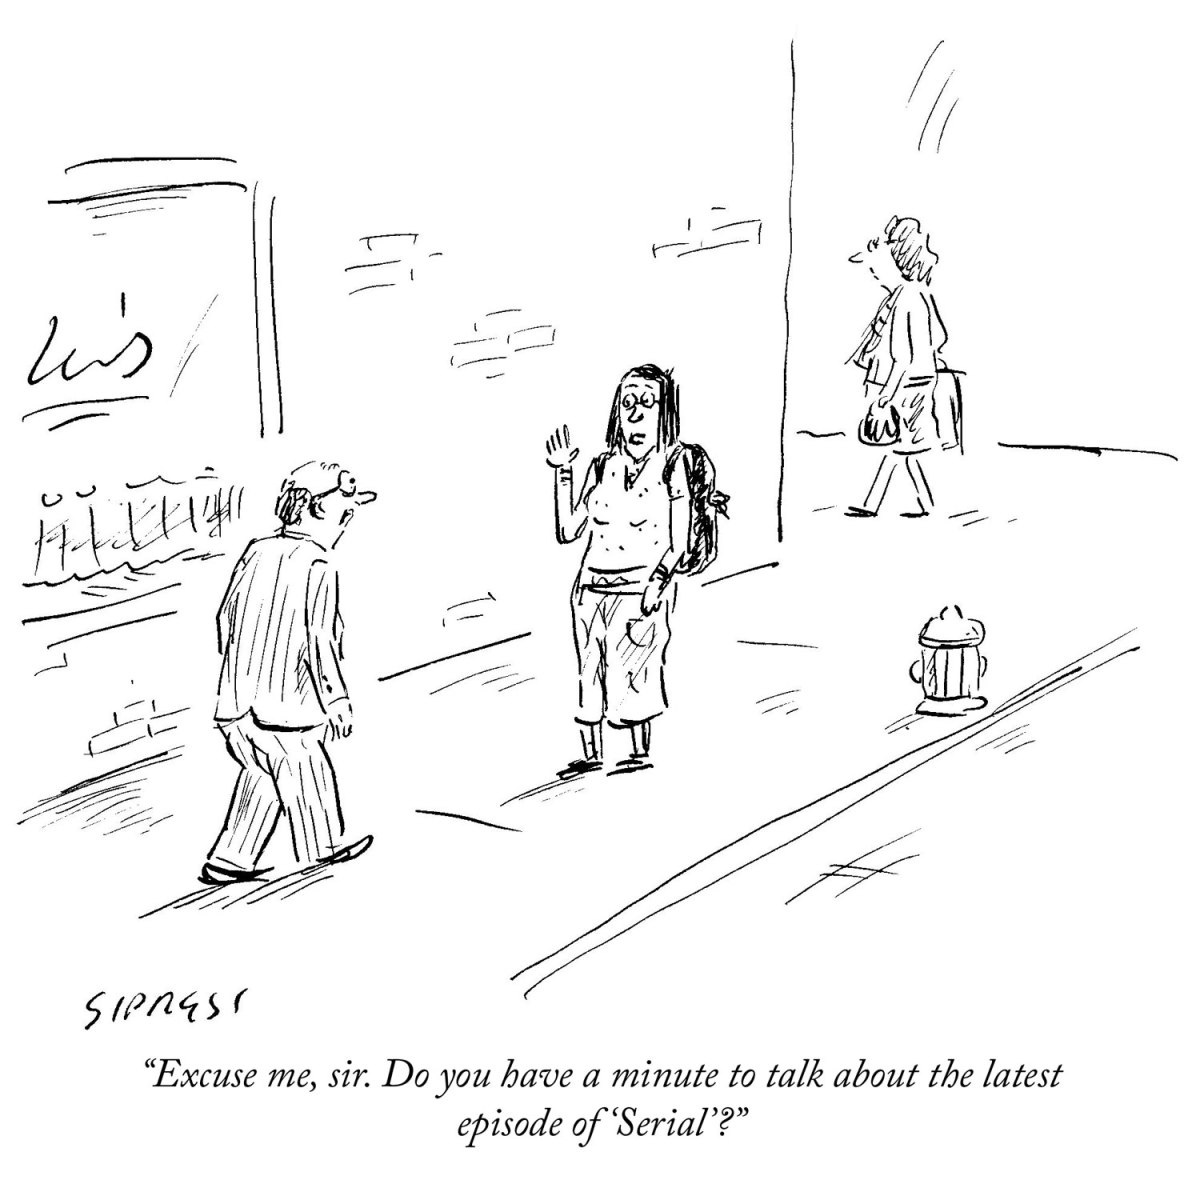 SIPRESS
“Excuse me, sir. Do you have a minute to talk about the latest
episode of ‘Serial’?”